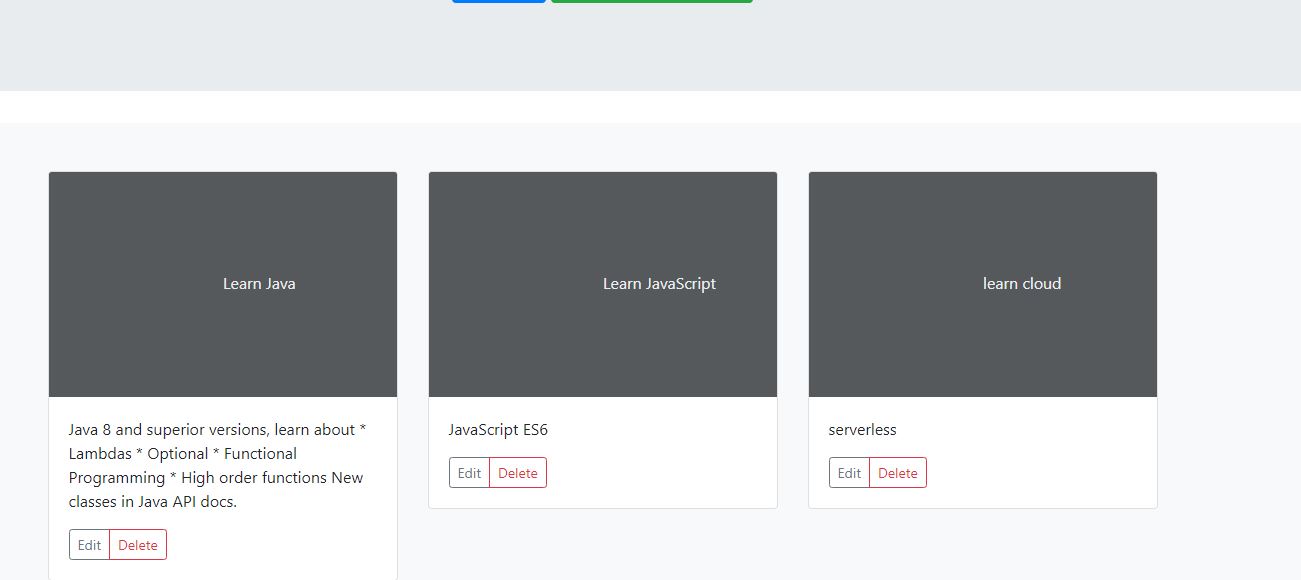 Learn Java
Learn JavaScript
learn cloud
Java 8 and superior versions, learn about *
Lambdas * Optional * Functional
Programming * High order functions New
classes in Java API docs.
Edit Delete
JavaScript ES6
Edit Delete
serverless
Edit Delete